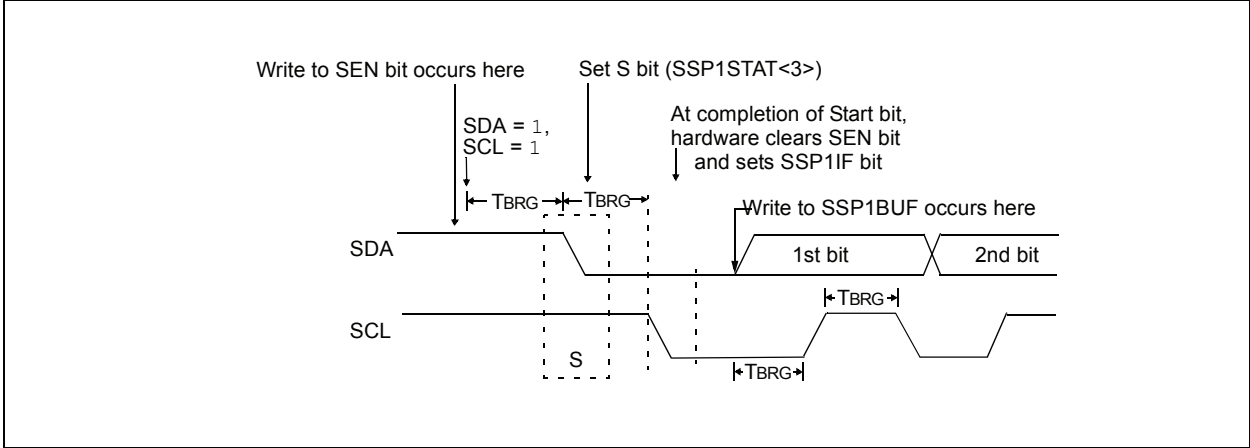 Write to SEN bit occurs here
Set S bit (SSP1STAT<3>)
At completion of Start bit,
hardware clears SEN bit
and sets SSP1IF bit
SDA = 1,
SCL = 1
TBRG
TBRG
Write to SSP1BUF occurs here
SDA
1st bit
2nd bit
TBRG
SCL
S
TBRG